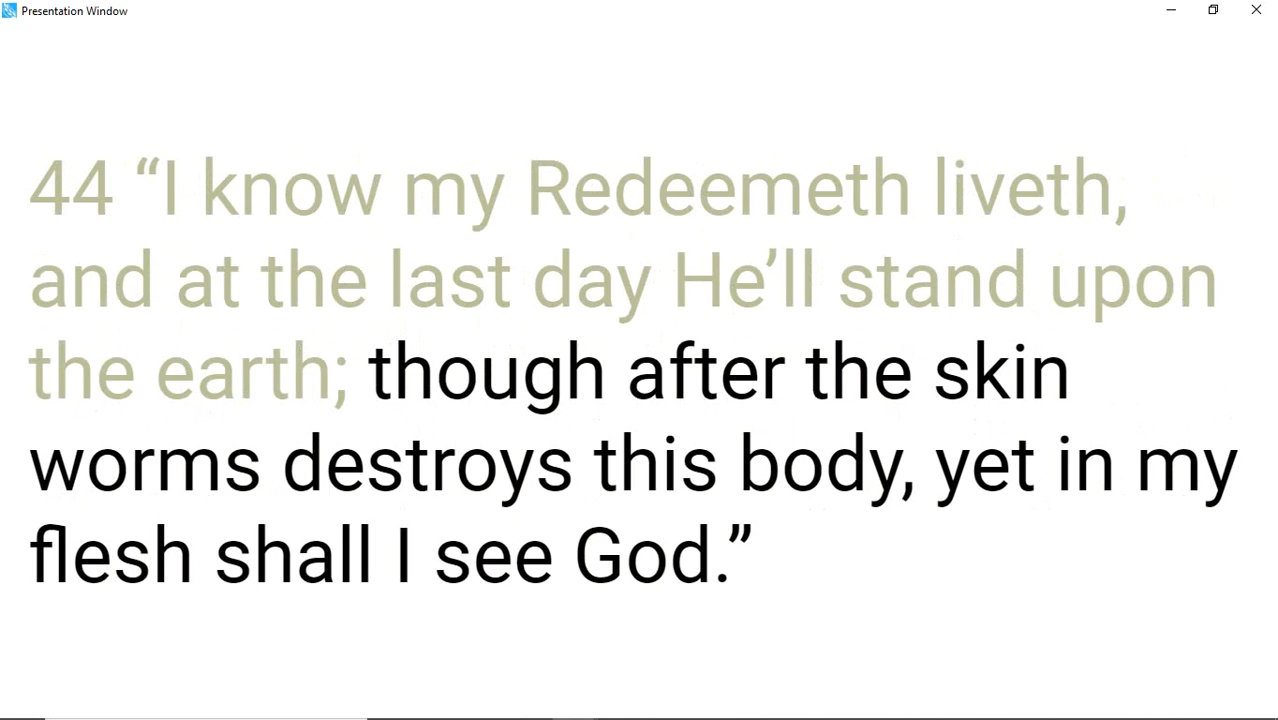 Presentation Window
44 “I know my Redeemeth liveth,
and at the last day He’ll stand upon
the earth; though after the skin
worms destroys this body, yet in my
flesh shall I see God.”